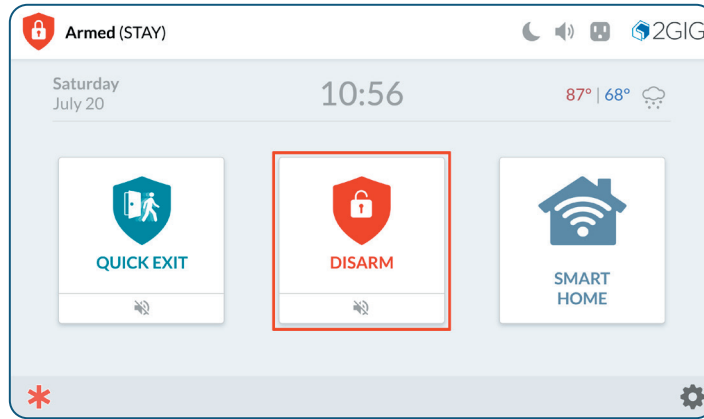 Armed (STAY)
2GIG
Saturday
July 20
10:56
87° | 68°
QUICK EXIT
DISARM
SMART
HOME